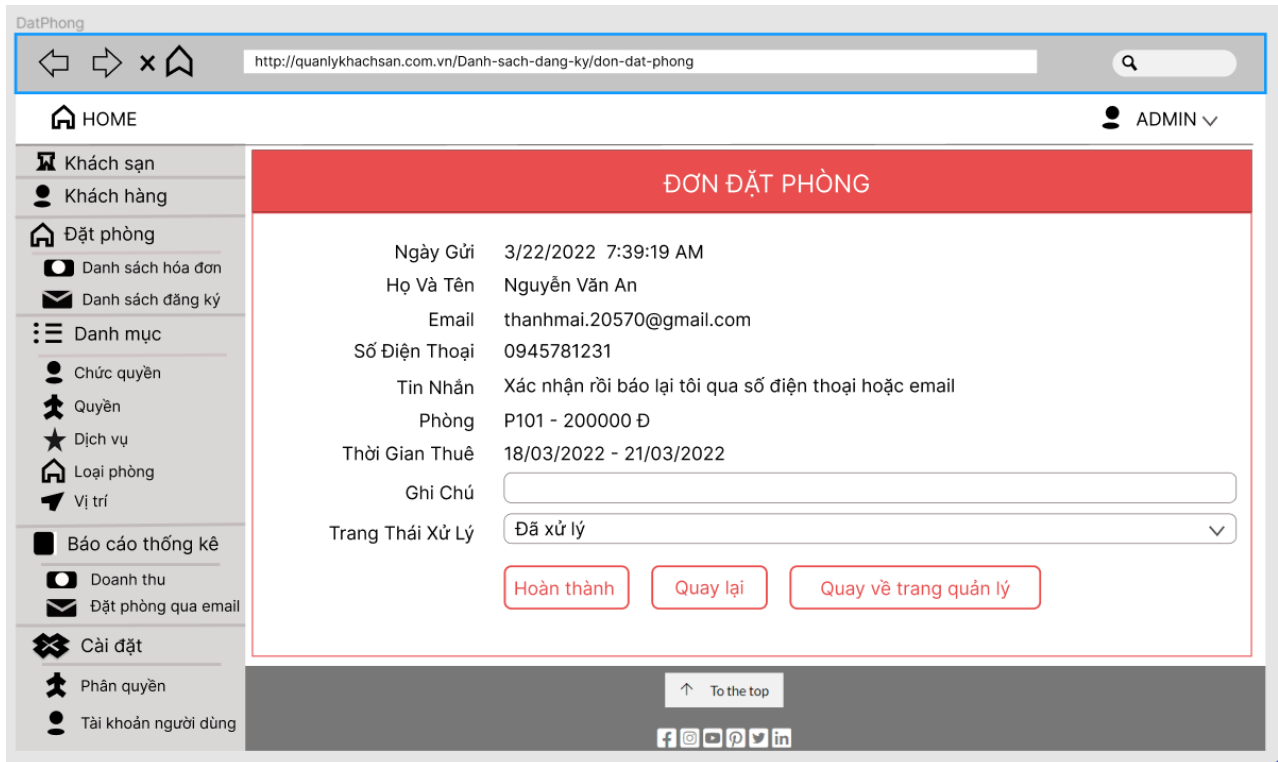 DatPhong
http://quanlykhachsan.com.vn/Danh-sach-dang-ky/don-dat-phong
HOME
ADMIN
Khách sạn
Khách hàng
Đặt phòng
Danh sách hóa đơn
Danh sách đăng ký
Danh mục
Chức quyền
Quyền
Dịch vụ
Loại phòng
Vị trí
Báo cáo thống kê
Doanh thu
Đặt phòng qua email
Cài đặt
Phân quyền
Tài khoản người dùng
ĐƠN ĐẶT PHÒNG
Ngày Gửi 3/22/2022 7:39:19 AM
Họ Và Tên Nguyễn Văn An
Email thanhmai.20570@gmail.com
Số Điện Thoại 0945781231
Tin Nhắn Xác nhận rồi báo lại tôi qua số điện thoại hoặc email
Phòng P101 - 200000 Đ
Thời Gian Thuê 18/03/2022 - 21/03/2022
Ghi Chú
Trang Thái Xử Lý Đã xử lý
Hoàn thành Quay lại Quay về trang quản lý
To the top